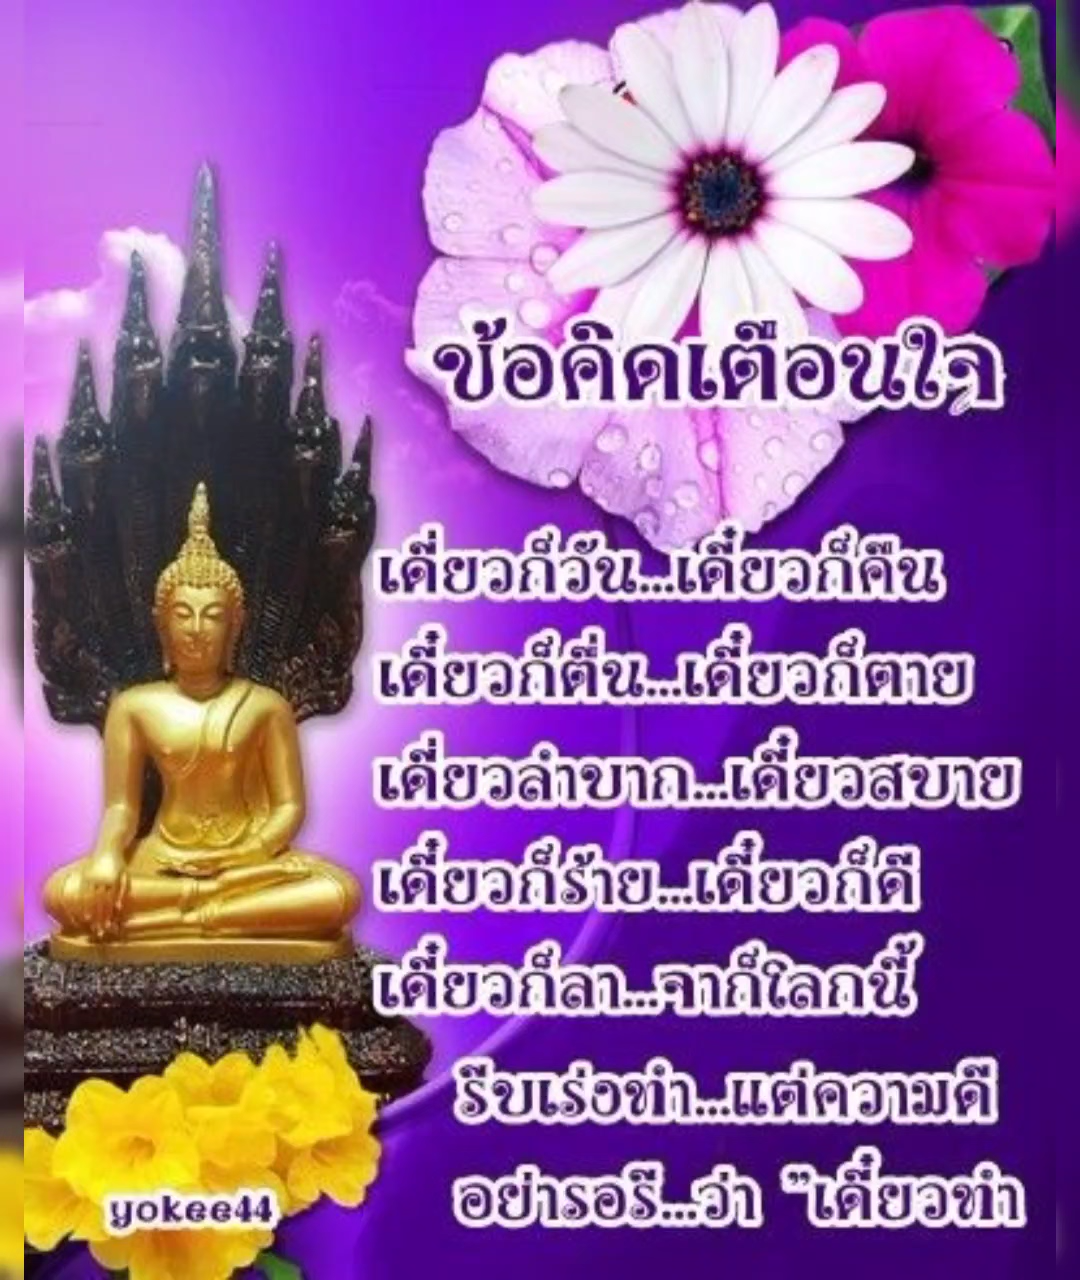 ข้อคิดเตือนใจ
เดี่ยวก็วัน...เดี๋ยวก็คืน
เดี๋ยวก็ตื่น...เดี๋ยวก็ตาย
เดี่ยวลำบาก...เดี๋ยวสบาย
เดี๋ยวก็ร้าย...เดี๋ยวก็ดี
เดี๋ยวก็ลา...จาก็โลกนี้
รีบเร่งทำ...แต่ความดี
อย่ารอรี...ว่า "เดี๋ยวทำ
yokee44